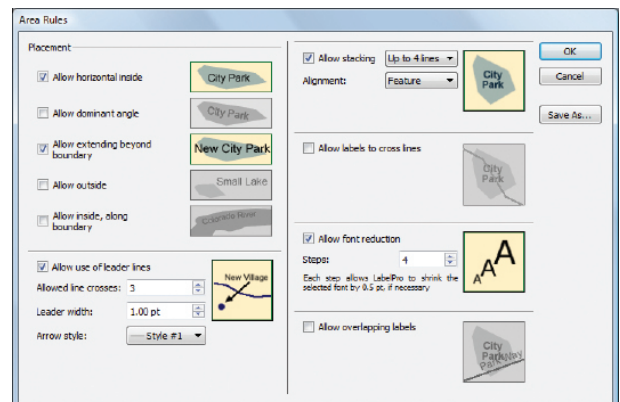 Area Rules
Placement
Allow horizontal inside
City Park
Allow dominant angle
City Park
Allow extending beyond
boundary
New City Park
Allow outside
Small Lake
Allow inside, along
boundary
Colorado River
Allow use of leader lines
Allowed line crosses: 3
Leader width: 1.00 pt
Arrow style: Style #1
New Village
Allow stacking Up to 4 lines
Alignment: Feature
City
Park
Allow labels to cross lines
City
Park
Allow font reduction
Steps: 4
Each step allows LabelPro to shrink the
selected font by 0.5 pt, if necessary
A A A
Allow overlapping labels
City
Park
ParkWay
OK
Cancel
Save As...